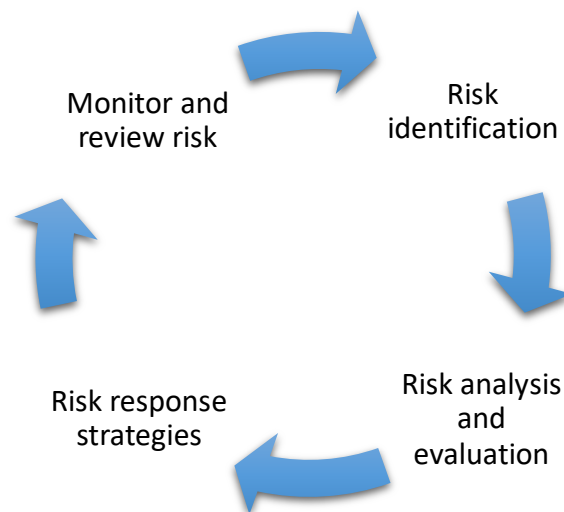 Monitor and
review risk
Risk
identification
Risk response
strategies
Risk analysis
and
evaluation